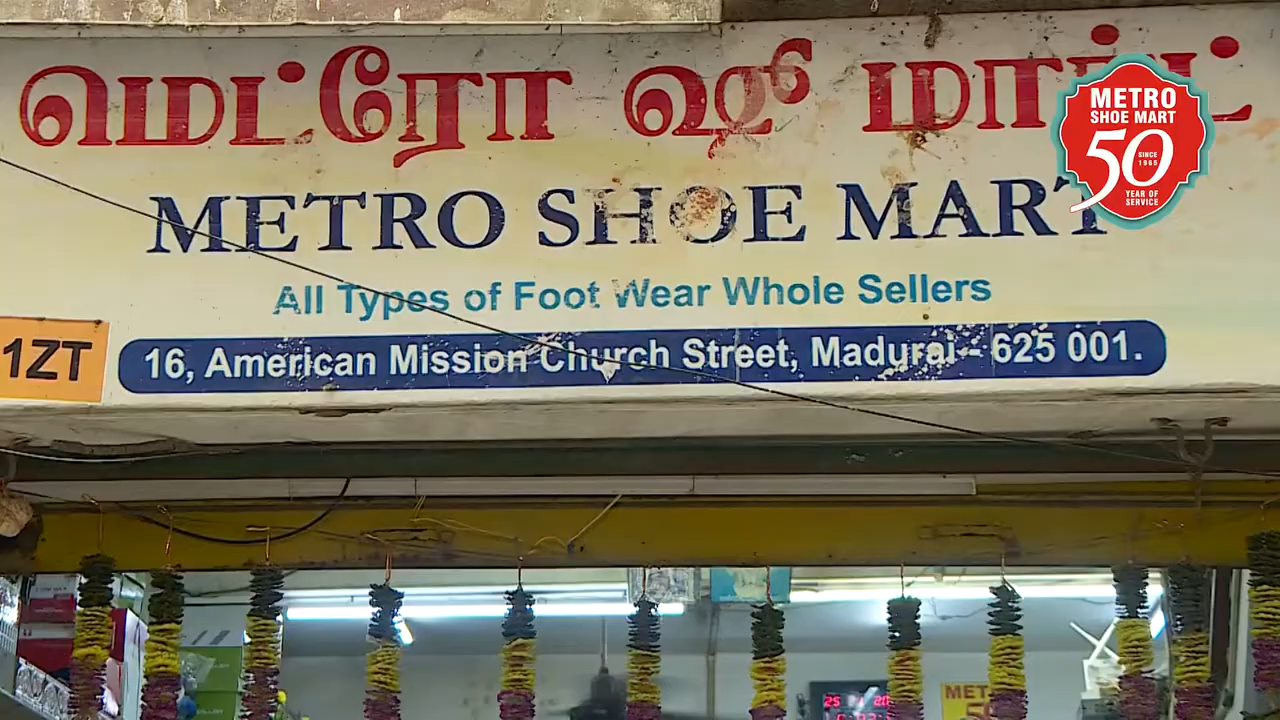 மெட்ரோ ஷூ மார்ட்
METRO SHOE MART
All Types of Foot Wear Whole Sellers
16, American Mission Church Street, Madurai - 625 001.
1ZT
METRO
SHOE MART
50
SINCE
1965
YEAR OF
SERVICE